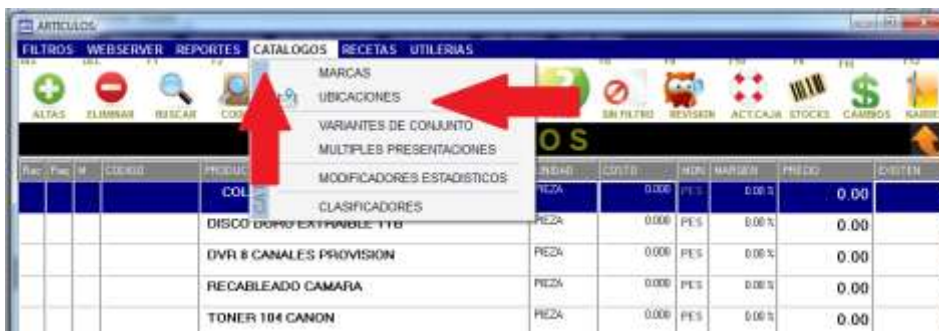 ARTICULOS
FILTROS WEBSERVER REPORTES CATALOGOS RECETAS UTILERIAS
MARCAS
UBICACIONES
VARIANTES DE CONJUNTO
MULTIPLES PRESENTACIONES
MODIFICADORES ESTADISTICOS
CLASIFICADORES
ALTAS ELIMINAR BUSCAR SIN FILTRO REVISION ACT.CAJA STOCKS CAMBIOS
OS
CODIGO COSTO MON MARGEN PRECIO
COL PIEZA 0.000 PES 0.00 % 0.00
DISCO DURO EXTRAIBLE 1TB PIEZA 0.000 PES 0.00 % 0.00
DVR 8 CANALES PROVISION PIEZA 0.000 PES 0.00 % 0.00
RECABLEADO CAMARA PIEZA 0.000 PES 0.00 % 0.00
TONER 104 CANON PIEZA 0.000 PES 0.00 % 0.00